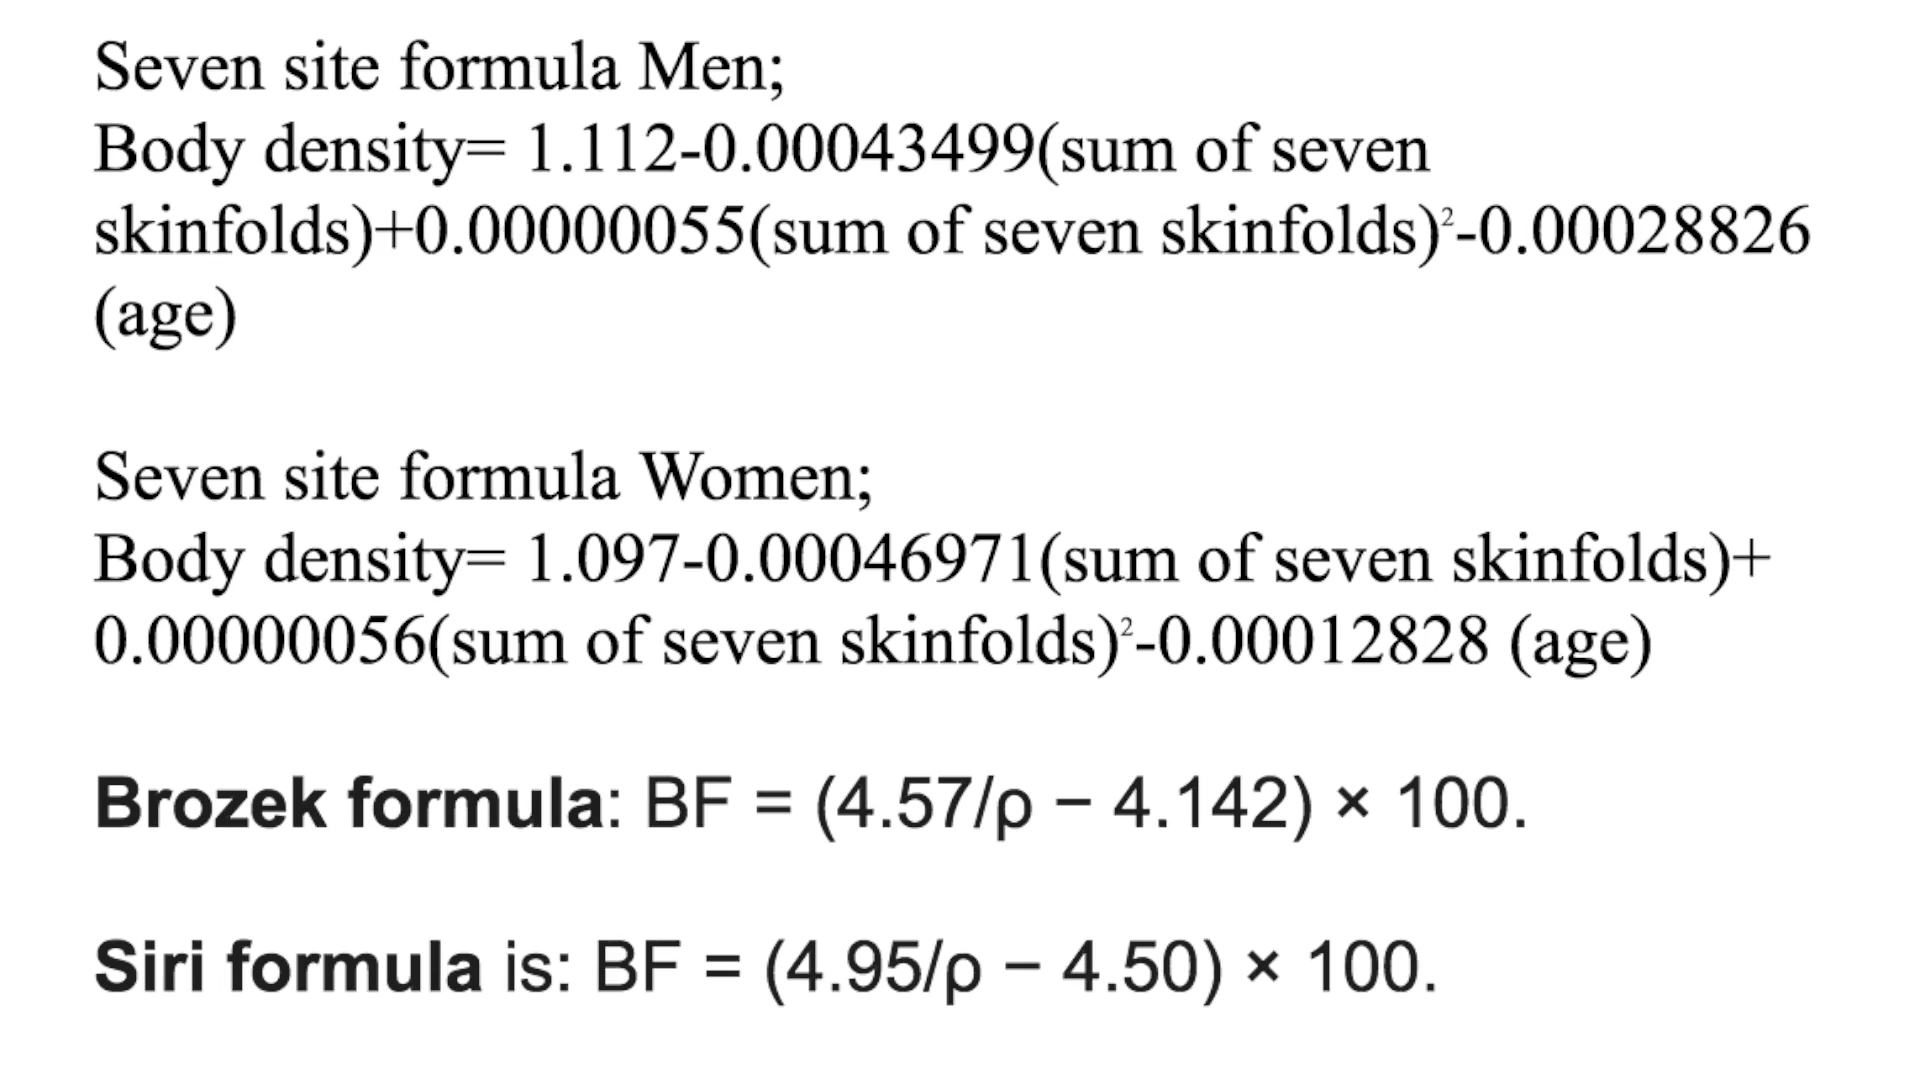 Seven site formula Men;
Body density= 1.112-0.00043499(sum of seven
skinfolds)+0.00000055(sum of seven skinfolds)²-0.00028826
(age)
Seven site formula Women;
Body density= 1.097-0.00046971(sum of seven skinfolds)+
0.00000056(sum of seven skinfolds)²-0.00012828 (age)
Brozek formula: BF = (4.57/ρ − 4.142) × 100.
Siri formula is: BF = (4.95/ρ − 4.50) × 100.